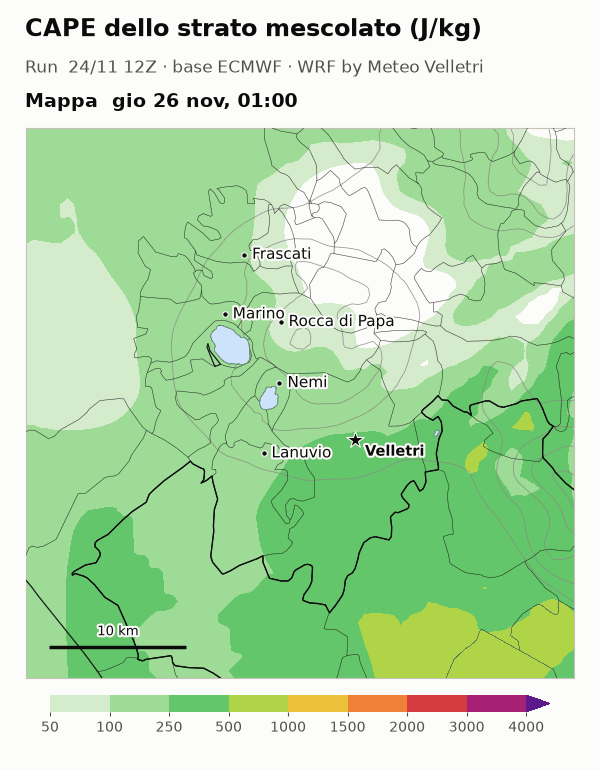 CAPE dello strato mescolato (J/kg)
Run  24/11 12Z · base ECMWF · WRF by Meteo Velletri
Mappa  gio 26 nov, 01:00
Frascati
Marino
Rocca di Papa
Nemi
Velletri
Lanuvio
10 km
50 100 250 500 1000 1500 2000 3000 4000